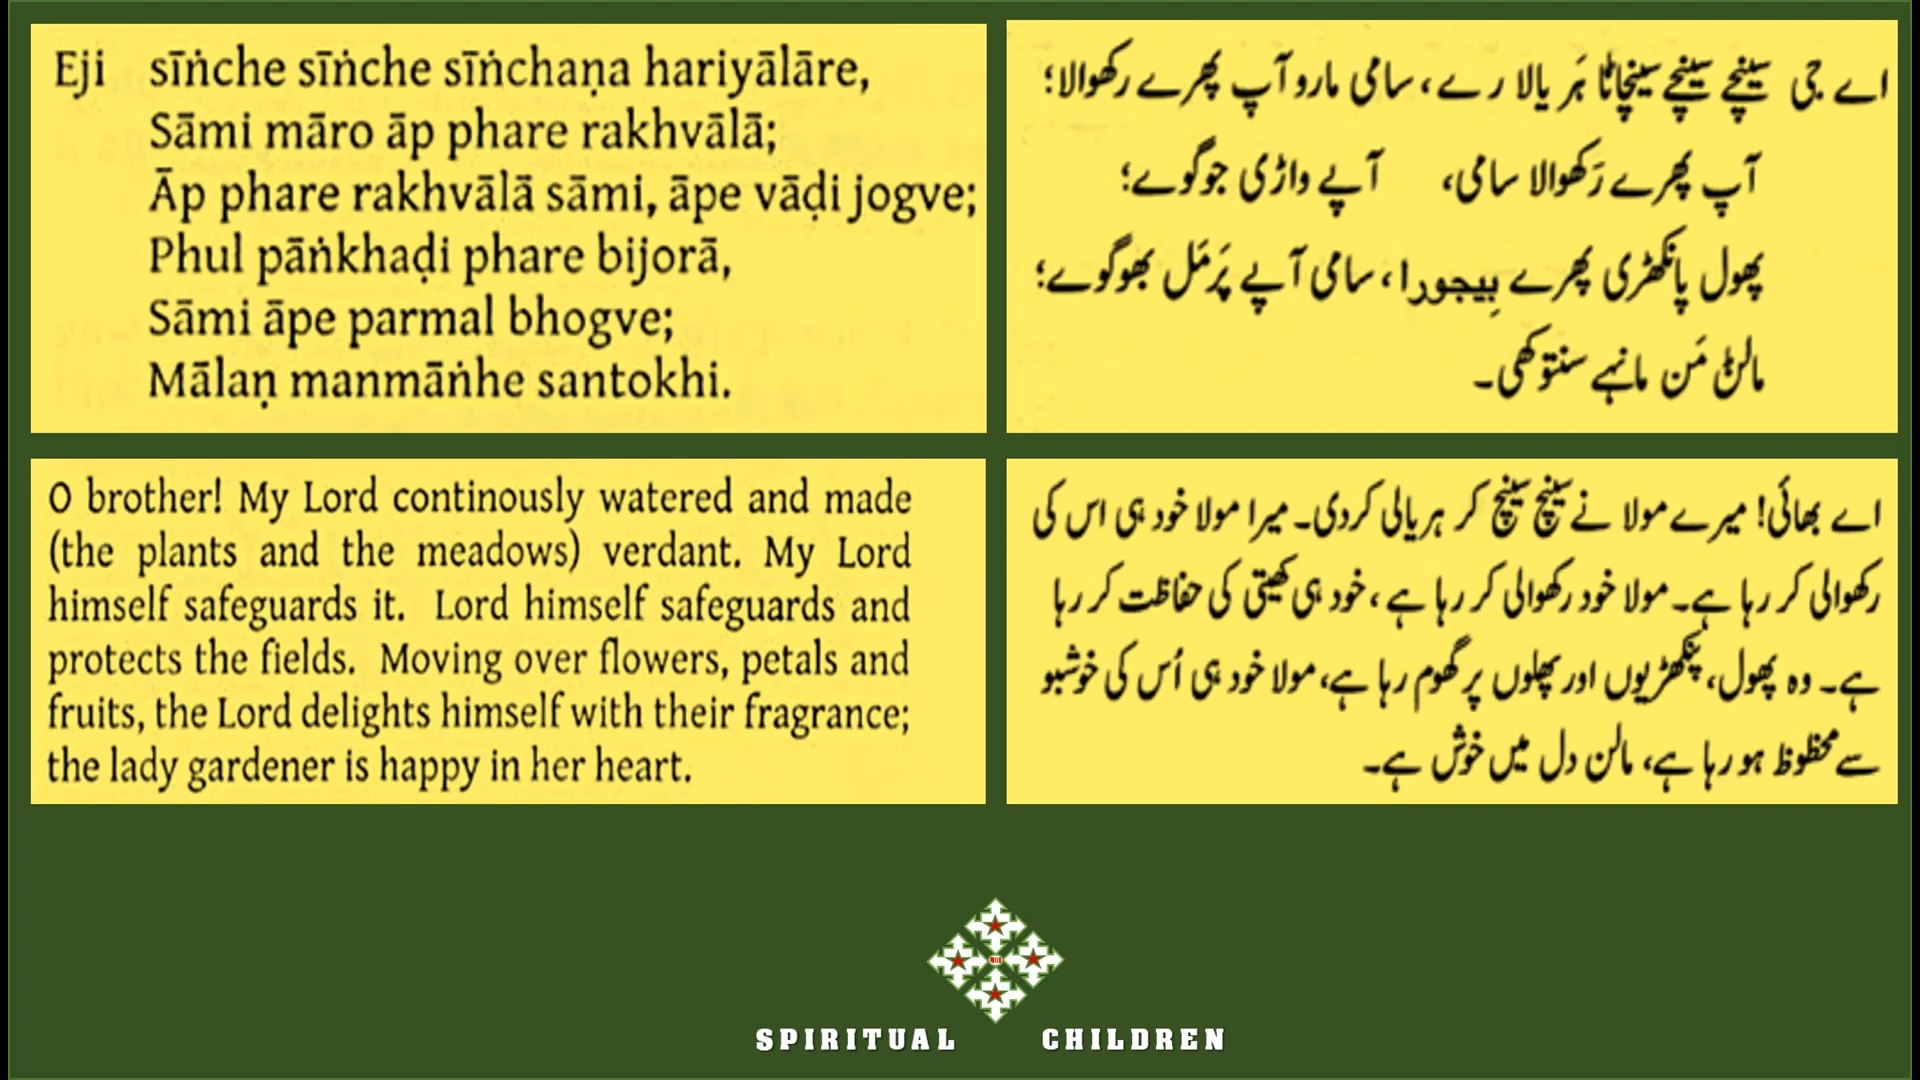 Eji sīṅche sīṅche sīṅchaṇa hariyālāre,
Sāmi māro āp phare rakhvālā;
Āp phare rakhvālā sāmi, āpe vāḍi jogve;
Phul pāṅkhaḍi phare bijorā,
Sāmi āpe parmal bhogve;
Mālaṇ manmāṅhe santokhi.
اے جی سینچے سینچے سینچاٹا ہَر یالا رے، سامی مارو آپ پھرے رکھوالا؛
آپ پھرے رَکھوالا سامی، آپے واڑی جوگوے؛
پھول پانکھڑی پھرے بِیجورا، سامی آپے پَرمَل بھوگوے؛
مالنْ مَن مانہے سنتوکھی۔
O brother! My Lord continously watered and made
(the plants and the meadows) verdant. My Lord
himself safeguards it. Lord himself safeguards and
protects the fields. Moving over flowers, petals and
fruits, the Lord delights himself with their fragrance;
the lady gardener is happy in her heart.
اے بھائی! میرے مولا نے سینچ سینچ کر ہریالی کردی۔ میرا مولا خود ہی اس کی
رکھوالی کر رہا ہے۔ مولا خود رکھوالی کر رہا ہے، خود ہی کھیتی کی حفاظت کر رہا
ہے۔ وہ پھول، پنکھڑیوں اور پھلوں پر گھوم رہا ہے، مولا خود ہی اُس کی خوشبو
سے محظوظ ہو رہا ہے، مالن دل میں خوش ہے۔
SPIRITUAL CHILDREN